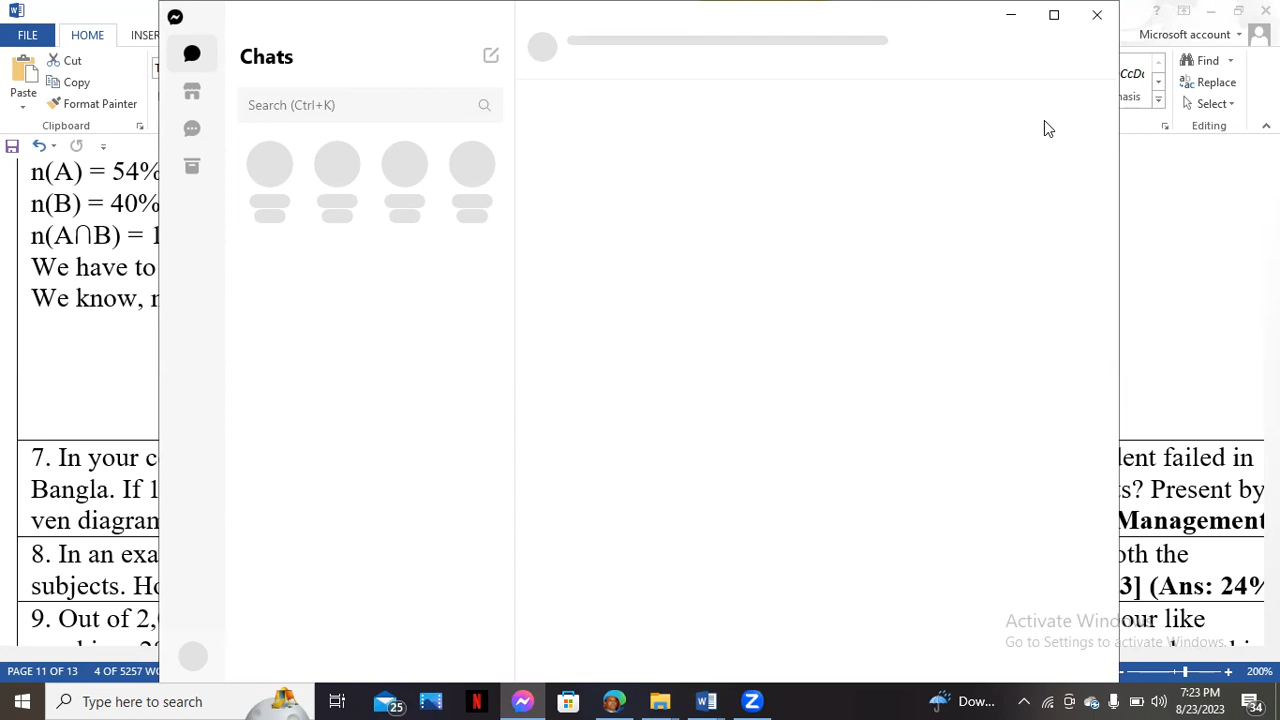 FILE HOME INSER
Microsoft account
Paste
Cut
Copy
Format Painter
Clipboard
Find
Replace
Select
Editing
Chats
Search (Ctrl+K)
n(A) = 54%
n(B) = 40%
n(A∩B) = 1
We have to
We know, n
7. In your c
dent failed in
Bangla. If 1
ts? Present by
ven diagram
Management
8. In an exa
oth the
subjects. Ho
3] (Ans: 24%
9. Out of 2,
our like
Activate Windows
Go to Settings to activate Windows.
PAGE 11 OF 13 4 OF 5257 WO
200%
Type here to search
25
Dow...
7:23 PM
8/23/2023
34